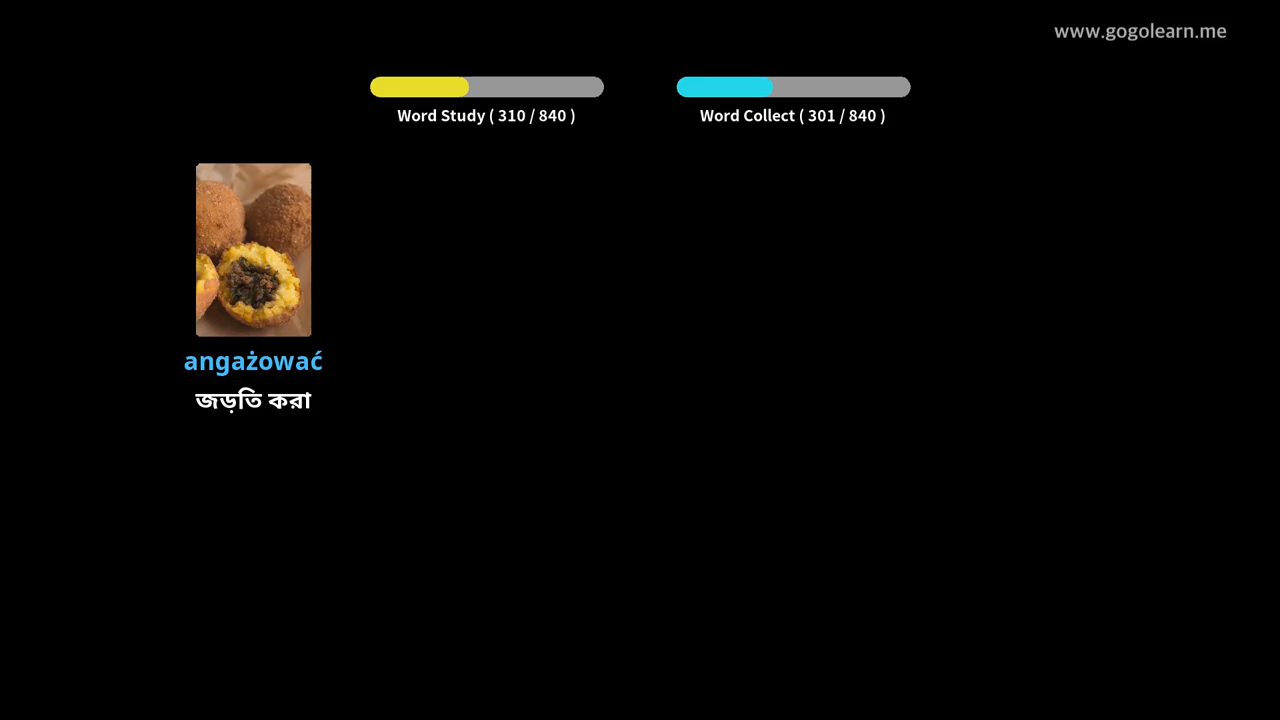 www.gogolearn.me
Word Study ( 310 / 840 )
Word Collect ( 301 / 840 )
angażować
জড়তি করা